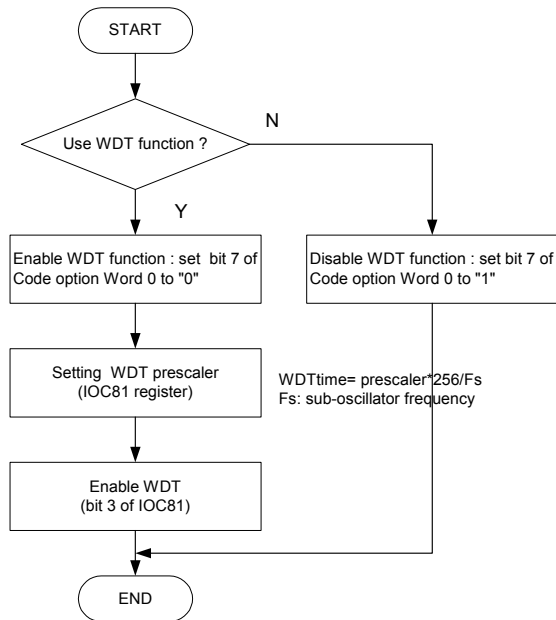 START
Use WDT function ?
N
Y
Enable WDT function : set bit 7 of
Code option Word 0 to "0"
Disable WDT function : set bit 7 of
Code option Word 0 to "1"
Setting WDT prescaler
(IOC81 register)
WDTtime= prescaler*256/Fs
Fs: sub-oscillator frequency
Enable WDT
(bit 3 of IOC81)
END